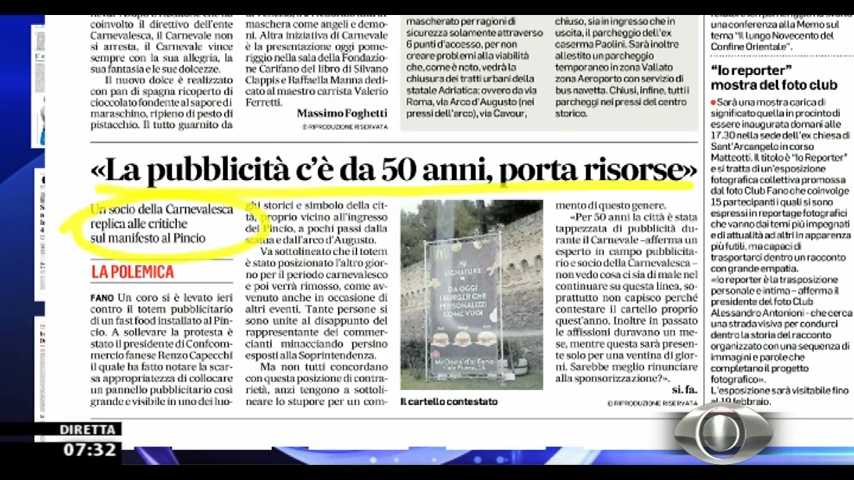 coinvolto il direttivo dell'ente
Carnevalesca, il Carnevale non
si arresta, il Carnevale vince
sempre con la sua allegria, la
sua fantasia e le sue dolcezze.
Il nuovo dolce è realizzato
con pan di spagna ricoperto di
cioccolato fondente al sapore di
maraschino, ripieno di pesto di
pistacchio. Il tutto guarnito da
maschera come angeli e demo-
ni. Altra iniziativa di Carnevale
è la presentazione oggi pome-
riggio nella sala della Fondazio-
ne Carifano del libro di Silvano
Clappis e Raffaella Manna dedi-
cato al maestro carrista Valerio
Ferretti.
Massimo Foghetti
© RIPRODUZIONE RISERVATA
mascherato per ragioni di
sicurezza solamente attraverso
6 punti d'accesso, per non
creare problemi alla viabilità
che, come è noto, vedrà la
chiusura dei tratti urbani della
statale Adriatica; ovvero da via
Roma, via Arco d'Augusto (nei
pressi dell'arco), via Cavour,
chiuso, sia in ingresso che in
uscita, il parcheggio dell'ex
caserma Paolini. Sarà inoltre
allestito un parcheggio
temporaneo in zona Vallato
zona Aeroporto con servizio di
bus navetta. Chiusi, infine, tutti i
parcheggi nei pressi del centro
storico.
una conferenza alla Memo sul
tema "Il lungo Novecento del
Confine Orientale".
"Io reporter"
mostra del foto club
● Sarà una mostra carica di
significato quella in procinto di
essere inaugurata domani alle
17.30 nella sede dell'ex chiesa di
Sant'Arcangelo in corso
Matteotti. Il titolo è "Io Reporter"
e si tratta di un'esposizione
fotografica collettiva promossa
dal foto Club Fano che coinvolge
15 partecipanti i quali si sono
espressi in reportage fotografici
che vanno dai temi più impegnati
e di attualità ad altri in apparenza
più futili, ma capaci di
trasportarci dentro un racconto
con grande empatia.
«Io reporter è la trasposizione
personale e intima – afferma il
presidente del foto Club
Alessandro Antonioni - che cerca
una strada visiva per condurci
dentro la storia del racconto
organizzato con una sequenza di
immagini e parole che
completano il progetto
fotografico».
L'esposizione sarà visitabile fino
al 19 febbraio.
«La pubblicità c'è da 50 anni, porta risorse»
Un socio della Carnevalesca
replica alle critiche
sul manifesto al Pincio
LA POLEMICA
FANO Un coro si è levato ieri
contro il totem pubblicitario
di un fast food installato al Pin-
cio. A sollevare la protesta è
stato il presidente di Confcom-
mercio fanese Renzo Capecchi
il quale ha fatto notare la scar-
sa appropriatezza di collocare
un pannello pubblicitario così
grande e visibile in uno dei luo-
ghi storici e simbolo della cit-
tà, proprio vicino all'ingresso
del Pincio, a pochi passi dalla
statua e dall'arco d'Augusto.
Va sottolineato che il totem
è stato posizionato l'altro gior-
no per il periodo carnevalesco
e poi verrà rimosso, come av-
venuto anche in occasione di
altri eventi. Tante persone si
sono unite al disappunto del
rappresentante dei commer-
cianti minacciando persino
esposti alla Soprintendenza.
Ma non tutti concordano
con questa posizione di contra-
rietà, anzi tengono a sottoli-
neare lo stupore per un com-
SIGNATURE
DA OGGI
I BURGER CHE
PERSONALIZZI
COME VUOI
McDonald's Fano
Il cartello contestato
mento di questo genere.
«Per 50 anni la città è stata
tappezzata di pubblicità du-
rante il Carnevale –afferma un
esperto in campo pubblicita-
rio e socio della Carnevalesca -
non vedo cosa ci sia di male nel
continuare su questa linea, so-
prattutto non capisco perché
contestare il cartello proprio
quest'anno. Inoltre in passato
le affissioni duravano un me-
se, mentre questa sarà presen-
te solo per una ventina di gior-
ni. Sarebbe meglio rinunciare
alla sponsorizzazione?».
si. fa.
© RIPRODUZIONE RISERVATA
DIRETTA
07:32